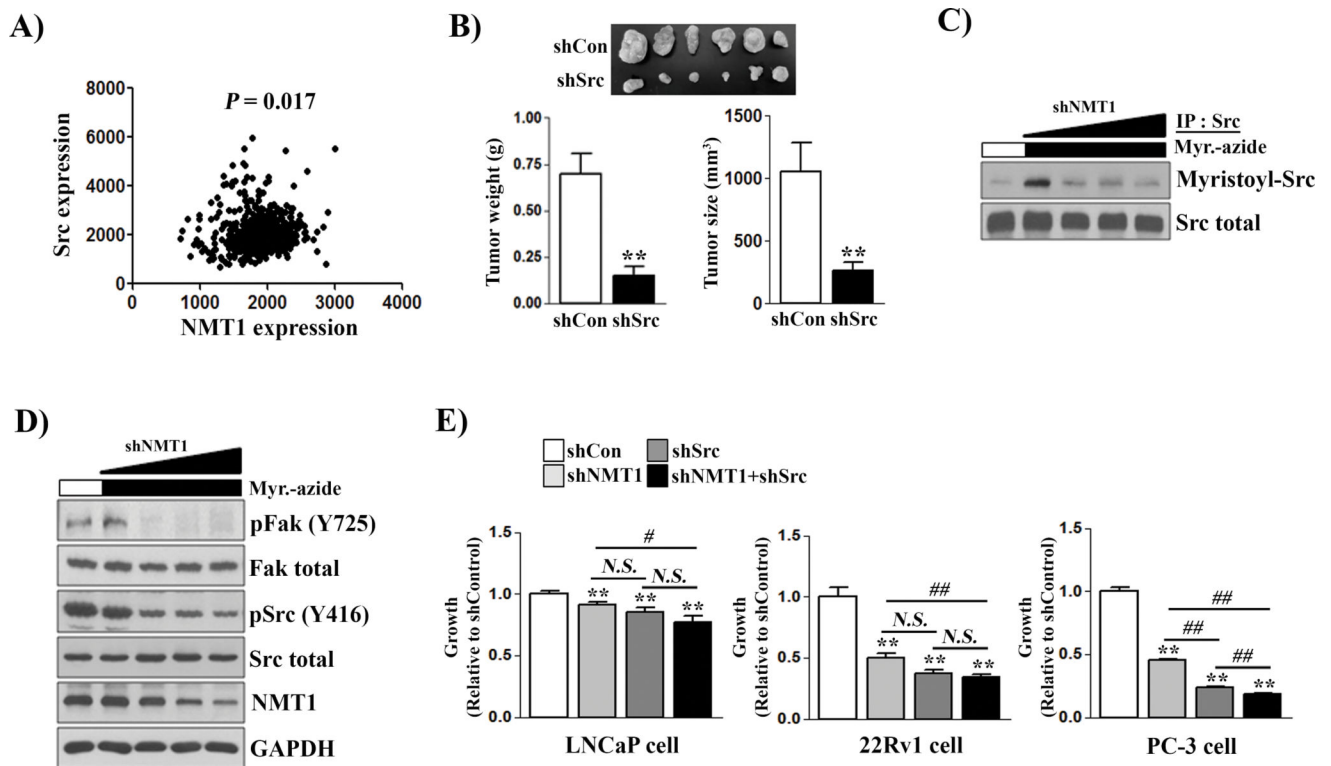 A)
P = 0.017
8000
6000
4000
2000
0
Src expression
0 1000 2000 3000 4000
NMT1 expression
B)
shCon
shSrc
0.75
0.50
0.25
0.00
Tumor weight (g)
**
shCon shSrc
1500
1000
500
0
Tumor size (mm³)
**
shCon shSrc
C)
shNMT1
IP : Src
Myr.-azide
Myristoyl-Src
Src total
D)
shNMT1
Myr.-azide
pFak (Y725)
Fak total
pSrc (Y416)
Src total
NMT1
GAPDH
E)
shCon shSrc
shNMT1 shNMT1+shSrc
Growth
(Relative to shControl)
1.5
1.0
0.5
0.0
#
N.S. N.S.
** ** **
LNCaP cell
Growth
(Relative to shControl)
1.5
1.0
0.5
0.0
##
N.S. N.S.
** ** **
22Rv1 cell
Growth
(Relative to shControl)
1.5
1.0
0.5
0.0
##
## ##
** ** **
PC-3 cell